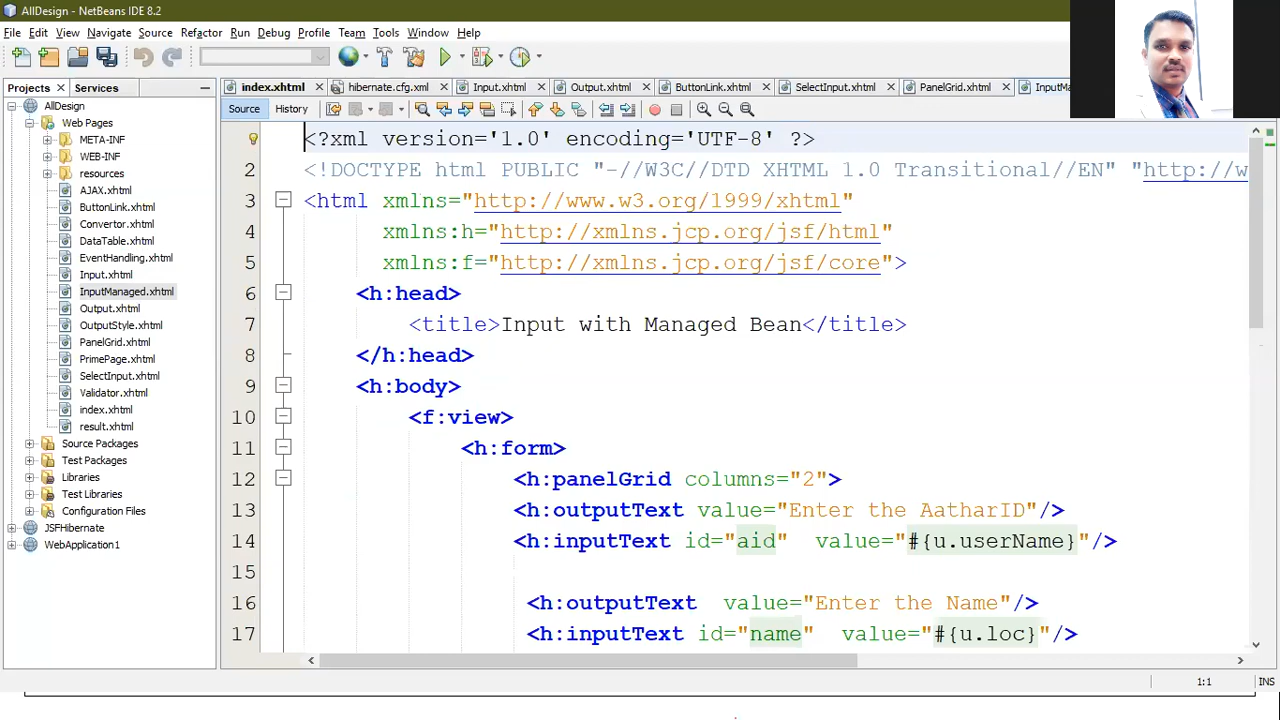 AllDesign - NetBeans IDE 8.2
File Edit View Navigate Source Refactor Run Debug Profile Team Tools Window Help
Projects Services
index.xhtml hibernate.cfg.xml Input.xhtml Output.xhtml ButtonLink.xhtml SelectInput.xhtml PanelGrid.xhtml InputM
Source History
AllDesign
Web Pages
META-INF
WEB-INF
resources
AJAX.xhtml
ButtonLink.xhtml
Convertor.xhtml
DataTable.xhtml
EventHandling.xhtml
Input.xhtml
InputManaged.xhtml
Output.xhtml
OutputStyle.xhtml
PanelGrid.xhtml
PrimePage.xhtml
SelectInput.xhtml
Validator.xhtml
index.xhtml
result.xhtml
Source Packages
Test Packages
Libraries
Test Libraries
Configuration Files
JSFHibernate
WebApplication1
1 <?xml version='1.0' encoding='UTF-8' ?>
2 <!DOCTYPE html PUBLIC "-//W3C//DTD XHTML 1.0 Transitional//EN" "http://w
3 <html xmlns="http://www.w3.org/1999/xhtml"
4 xmlns:h="http://xmlns.jcp.org/jsf/html"
5 xmlns:f="http://xmlns.jcp.org/jsf/core">
6 <h:head>
7 <title>Input with Managed Bean</title>
8 </h:head>
9 <h:body>
10 <f:view>
11 <h:form>
12 <h:panelGrid columns="2">
13 <h:outputText value="Enter the AatharID"/>
14 <h:inputText id="aid" value="#{u.userName}"/>
15
16 <h:outputText value="Enter the Name"/>
17 <h:inputText id="name" value="#{u.loc}"/>
1:1 INS